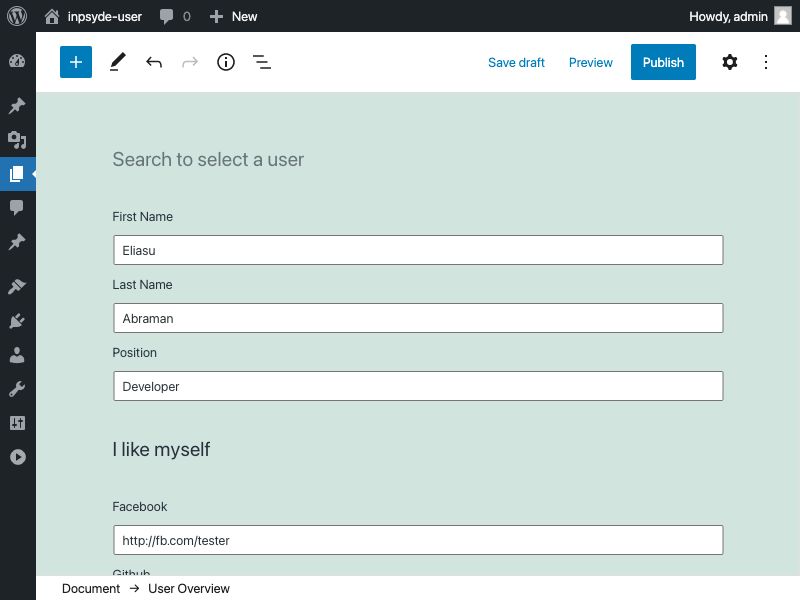 inpsyde-user 0 New Howdy, admin
Save draft Preview Publish
Search to select a user
First Name
Eliasu
Last Name
Abraman
Position
Developer
I like myself
Facebook
http://fb.com/tester
Github
Document → User Overview